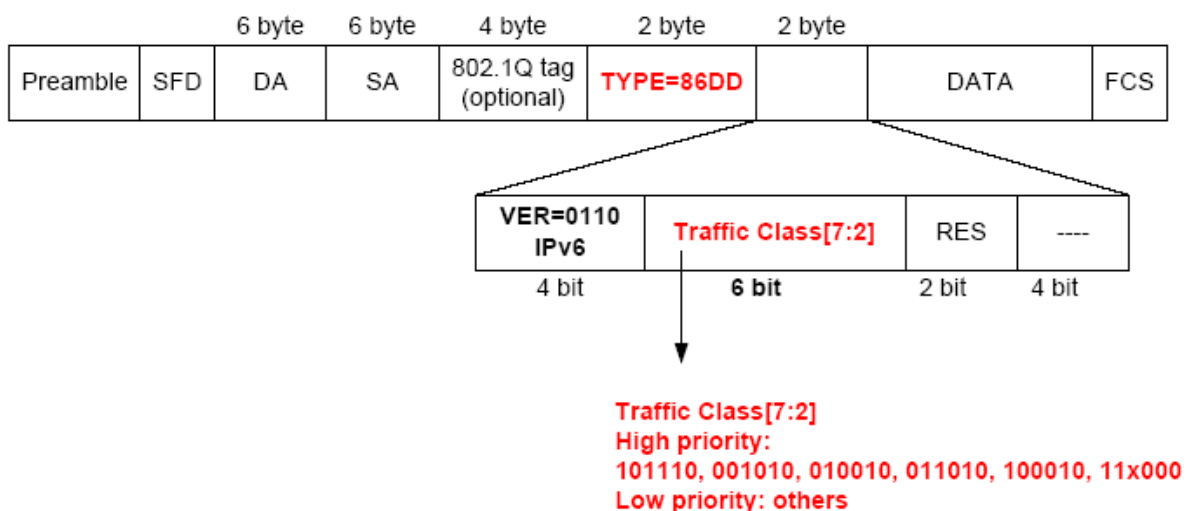 6 byte 6 byte 4 byte 2 byte 2 byte
Preamble SFD DA SA 802.1Q tag (optional) TYPE=86DD DATA FCS
VER=0110 IPv6 Traffic Class[7:2] RES ----
4 bit 6 bit 2 bit 4 bit
Traffic Class[7:2]
High priority:
101110, 001010, 010010, 011010, 100010, 11x000
Low priority: others